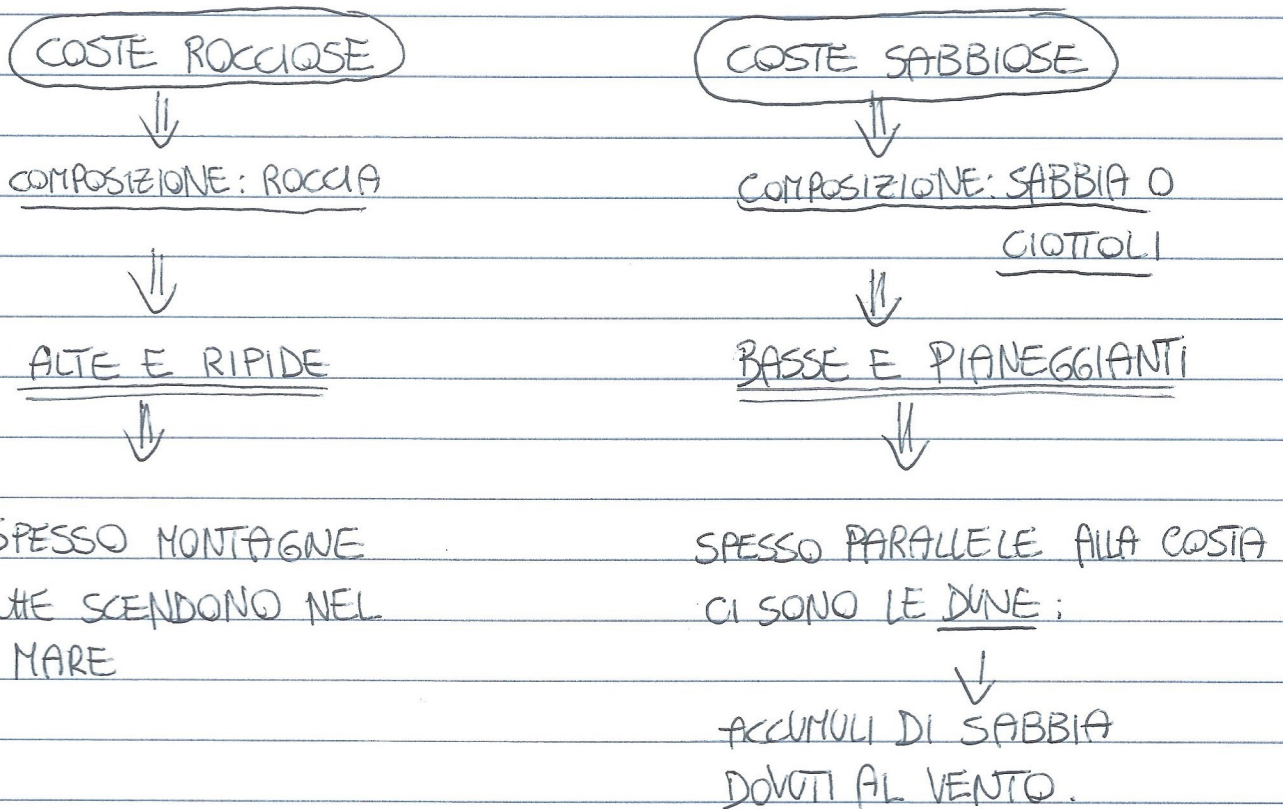 COSTE ROCCIOSE
COMPOSIZIONE: ROCCIA
ALTE E RIPIDE
SPESSO MONTAGNE
CHE SCENDONO NEL
MARE
COSTE SABBIOSE
COMPOSIZIONE: SABBIA O
CIOTTOLI
BASSE E PIANEGGIANTI
SPESSO PARALLELE ALLA COSTA
CI SONO LE DUNE:
ACCUMULI DI SABBIA
DOVUTI AL VENTO.